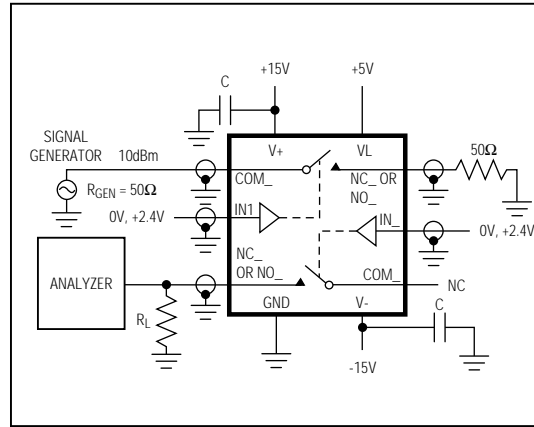 +15V
+5V
C
SIGNAL
GENERATOR
10dBm
V+
VL
50Ω
COM_
NC_ OR
NO_
RGEN = 50Ω
0V, +2.4V
IN1
IN_
0V, +2.4V
ANALYZER
NC_
OR NO_
COM_
NC
RL
GND
V-
C
-15V